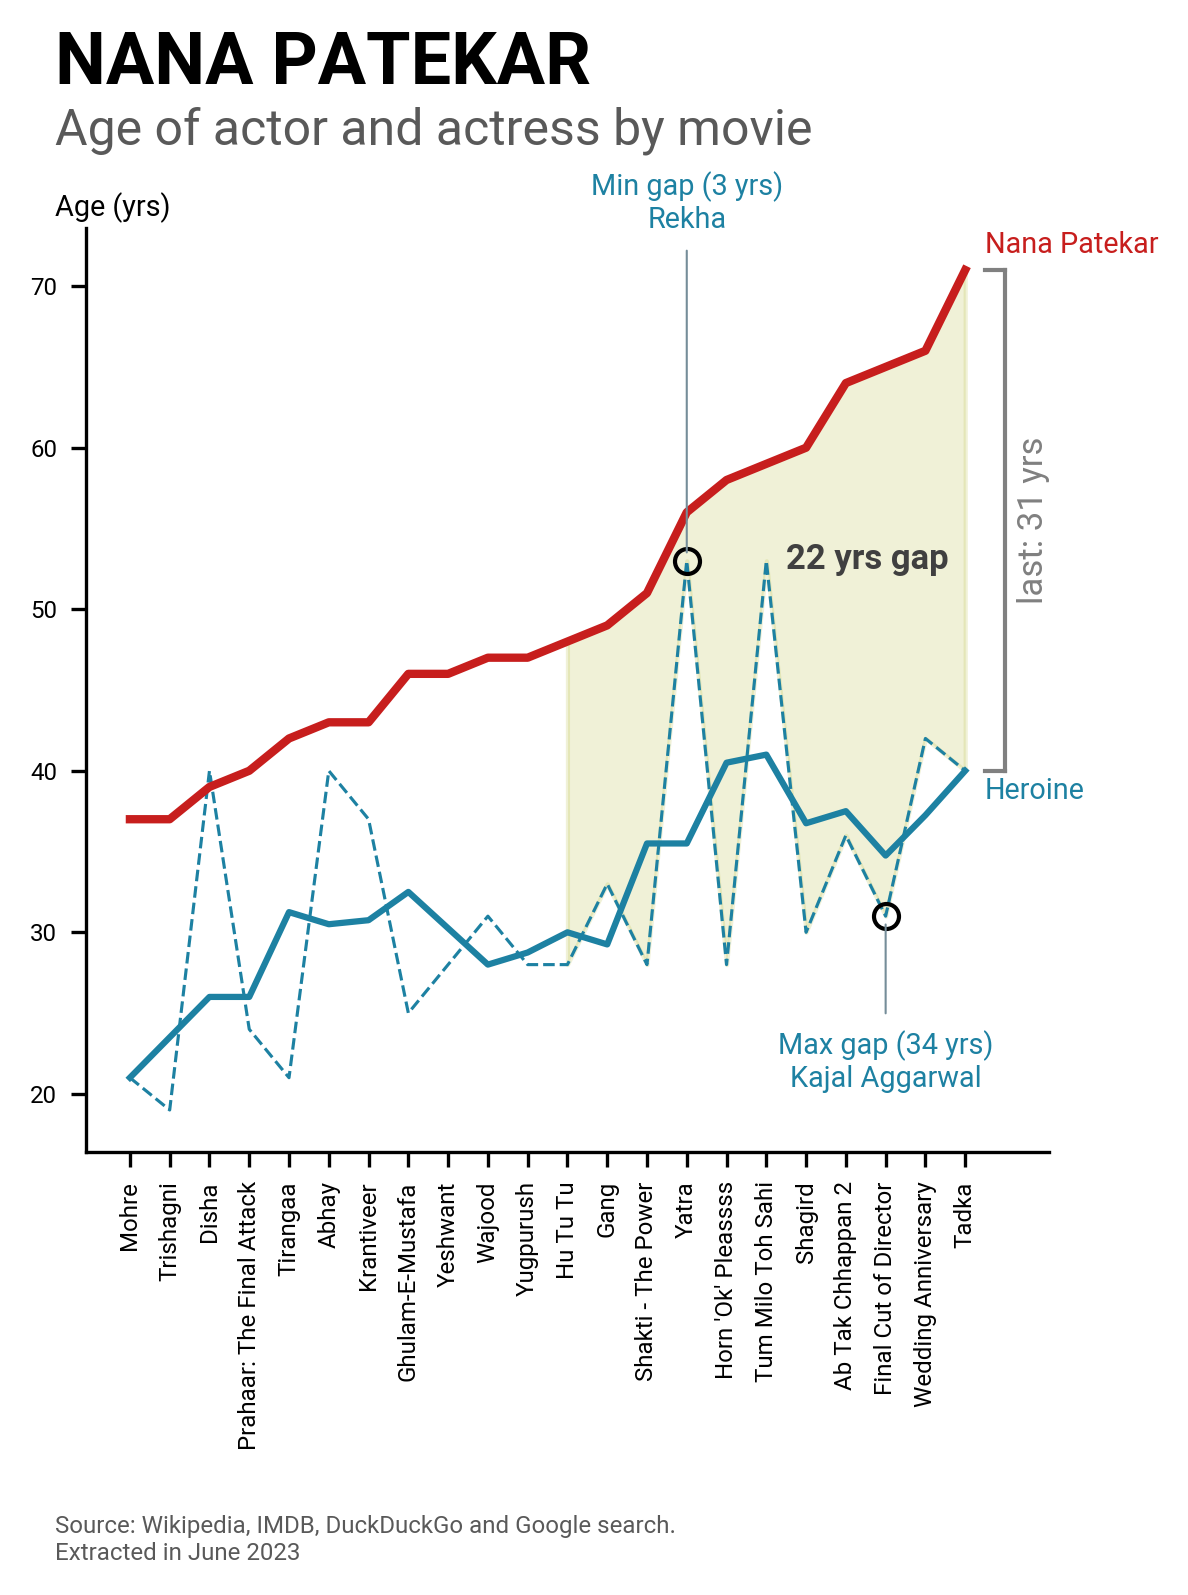 NANA PATEKAR
Age of actor and actress by movie
Min gap (3 yrs)
Rekha
Age (yrs)
Nana Patekar
70
60
50
40
30
20
last: 31 yrs
22 yrs gap
Heroine
Max gap (34 yrs)
Kajal Aggarwal
Mohre
Trishagni
Disha
Prahaar: The Final Attack
Tirangaa
Abhay
Krantiveer
Ghulam-E-Mustafa
Yeshwant
Wajood
Yugpurush
Hu Tu Tu
Gang
Shakti - The Power
Yatra
Horn 'Ok' Pleassss
Tum Milo Toh Sahi
Shagird
Ab Tak Chhappan 2
Final Cut of Director
Wedding Anniversary
Tadka
Source: Wikipedia, IMDB, DuckDuckGo and Google search.
Extracted in June 2023